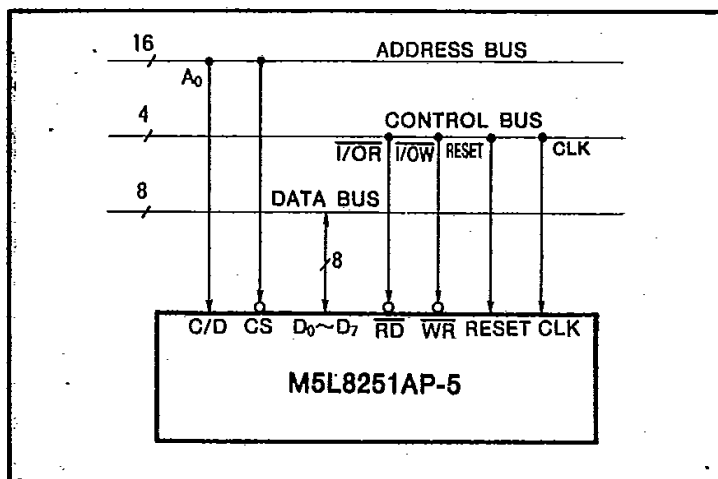 16
ADDRESS BUS
A₀
4
CONTROL BUS
I/OR I/OW RESET CLK
8
DATA BUS
8
C/D CS D₀~D₇ RD WR RESET CLK
M5L8251AP-5